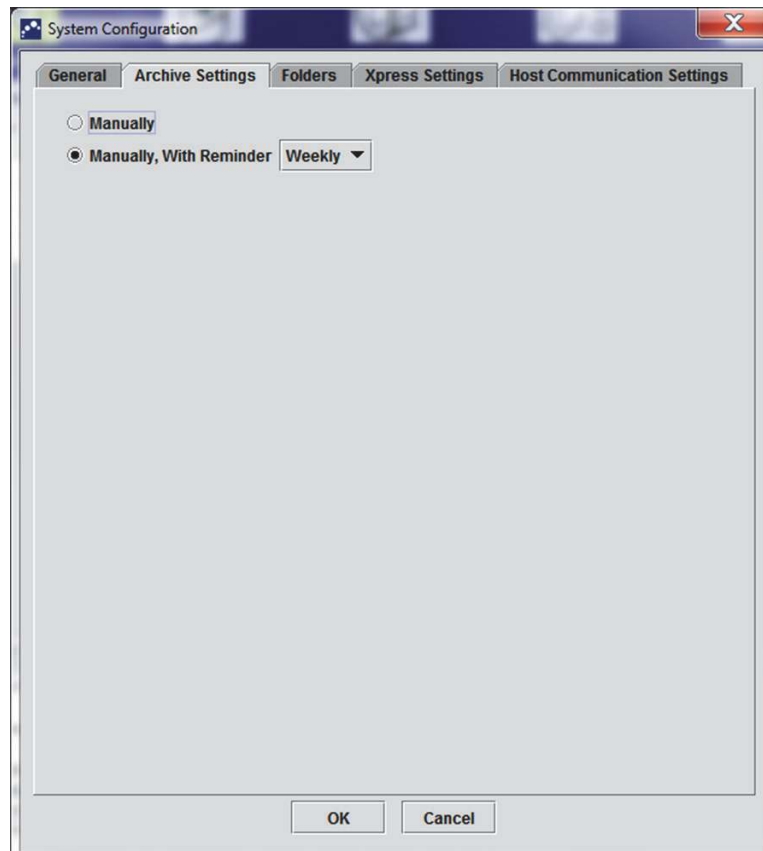 System Configuration
General Archive Settings Folders Xpress Settings Host Communication Settings
Manually
Manually, With Reminder Weekly
OK Cancel